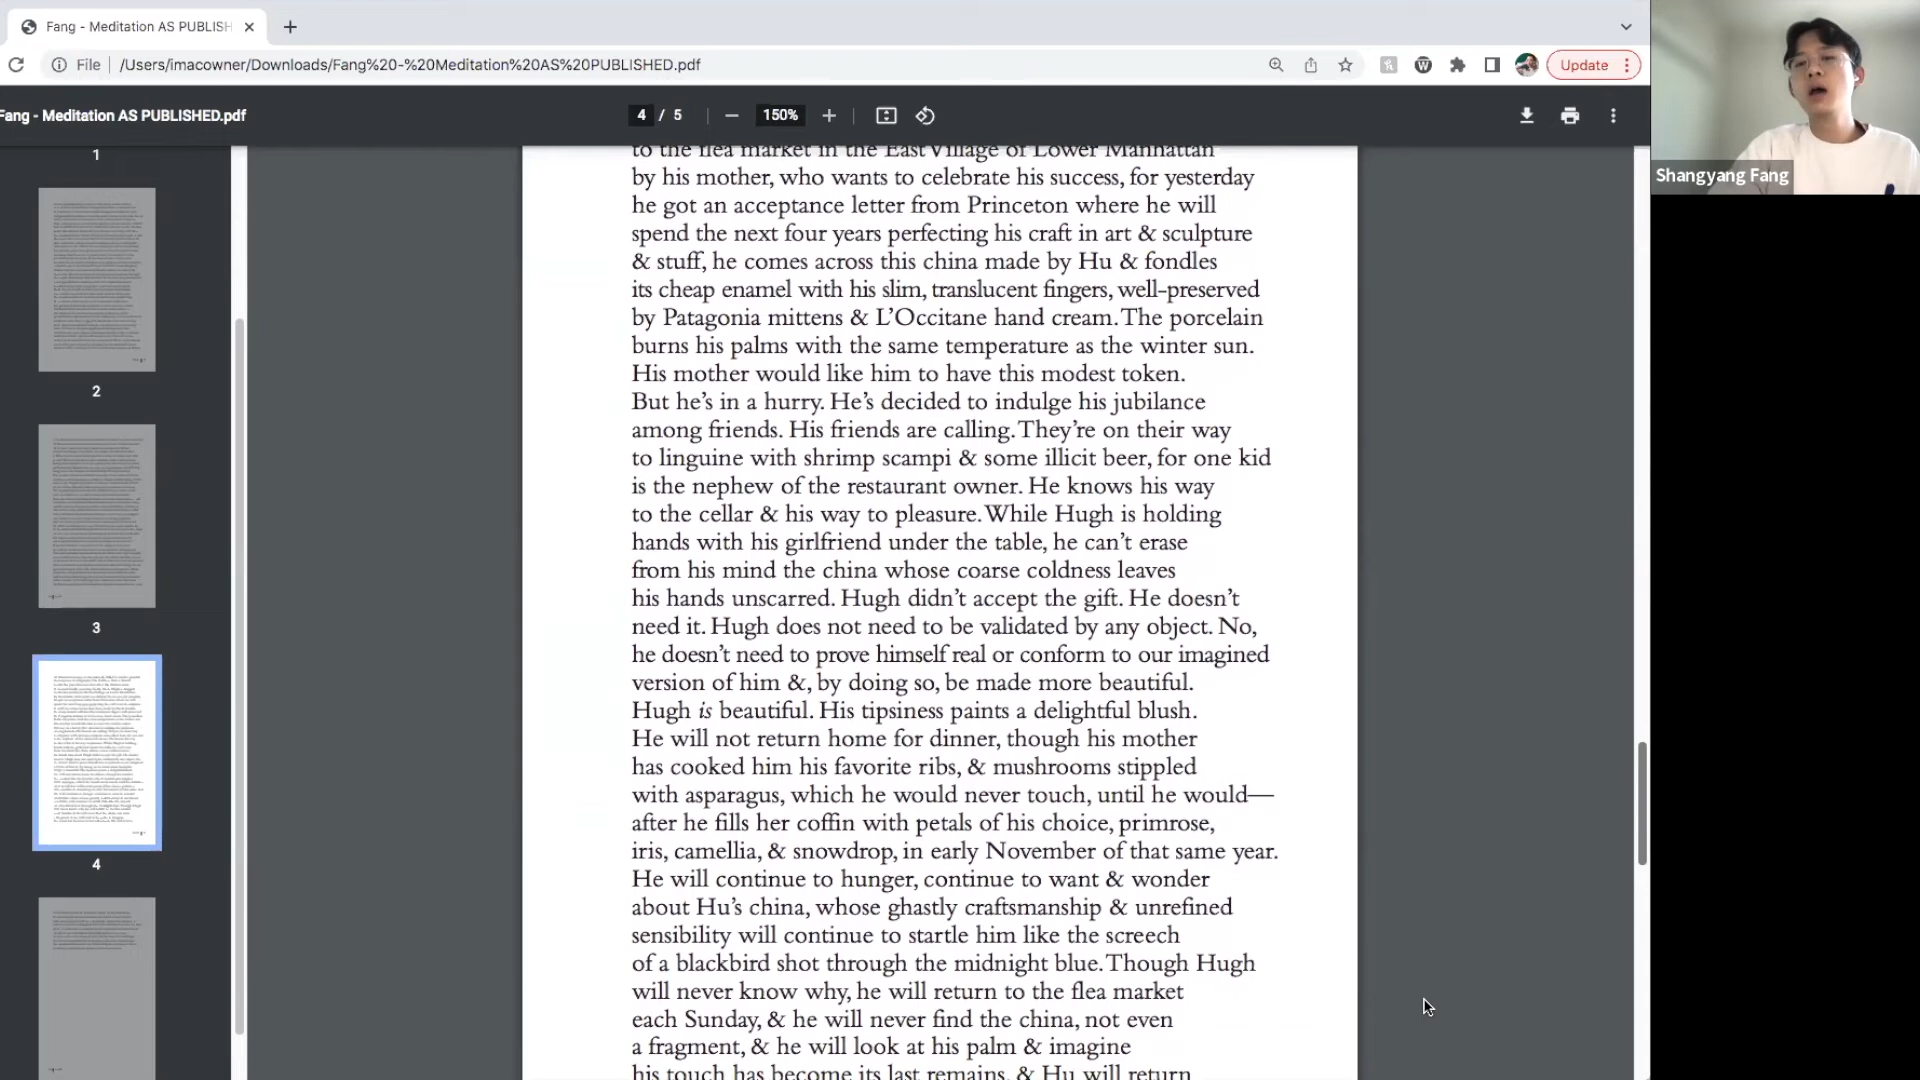 Fang - Meditation AS PUBLISH
File
/Users/imacowner/Downloads/Fang%20-%20Meditation%20AS%20PUBLISHED.pdf
Update
Fang - Meditation AS PUBLISHED.pdf
4 / 5
150%
1
2
3
4
Shangyang Fang
to the flea market in the East Village of Lower Manhattan
by his mother, who wants to celebrate his success, for yesterday
he got an acceptance letter from Princeton where he will
spend the next four years perfecting his craft in art & sculpture
& stuff, he comes across this china made by Hu & fondles
its cheap enamel with his slim, translucent fingers, well-preserved
by Patagonia mittens & L’Occitane hand cream. The porcelain
burns his palms with the same temperature as the winter sun.
His mother would like him to have this modest token.
But he’s in a hurry. He’s decided to indulge his jubilance
among friends. His friends are calling. They’re on their way
to linguine with shrimp scampi & some illicit beer, for one kid
is the nephew of the restaurant owner. He knows his way
to the cellar & his way to pleasure. While Hugh is holding
hands with his girlfriend under the table, he can’t erase
from his mind the china whose coarse coldness leaves
his hands unscarred. Hugh didn’t accept the gift. He doesn’t
need it. Hugh does not need to be validated by any object. No,
he doesn’t need to prove himself real or conform to our imagined
version of him &, by doing so, be made more beautiful.
Hugh is beautiful. His tipsiness paints a delightful blush.
He will not return home for dinner, though his mother
has cooked him his favorite ribs, & mushrooms stippled
with asparagus, which he would never touch, until he would—
after he fills her coffin with petals of his choice, primrose,
iris, camellia, & snowdrop, in early November of that same year.
He will continue to hunger, continue to want & wonder
about Hu’s china, whose ghastly craftsmanship & unrefined
sensibility will continue to startle him like the screech
of a blackbird shot through the midnight blue. Though Hugh
will never know why, he will return to the flea market
each Sunday, & he will never find the china, not even
a fragment, & he will look at his palm & imagine
his touch has become its last remains, & Hu will return